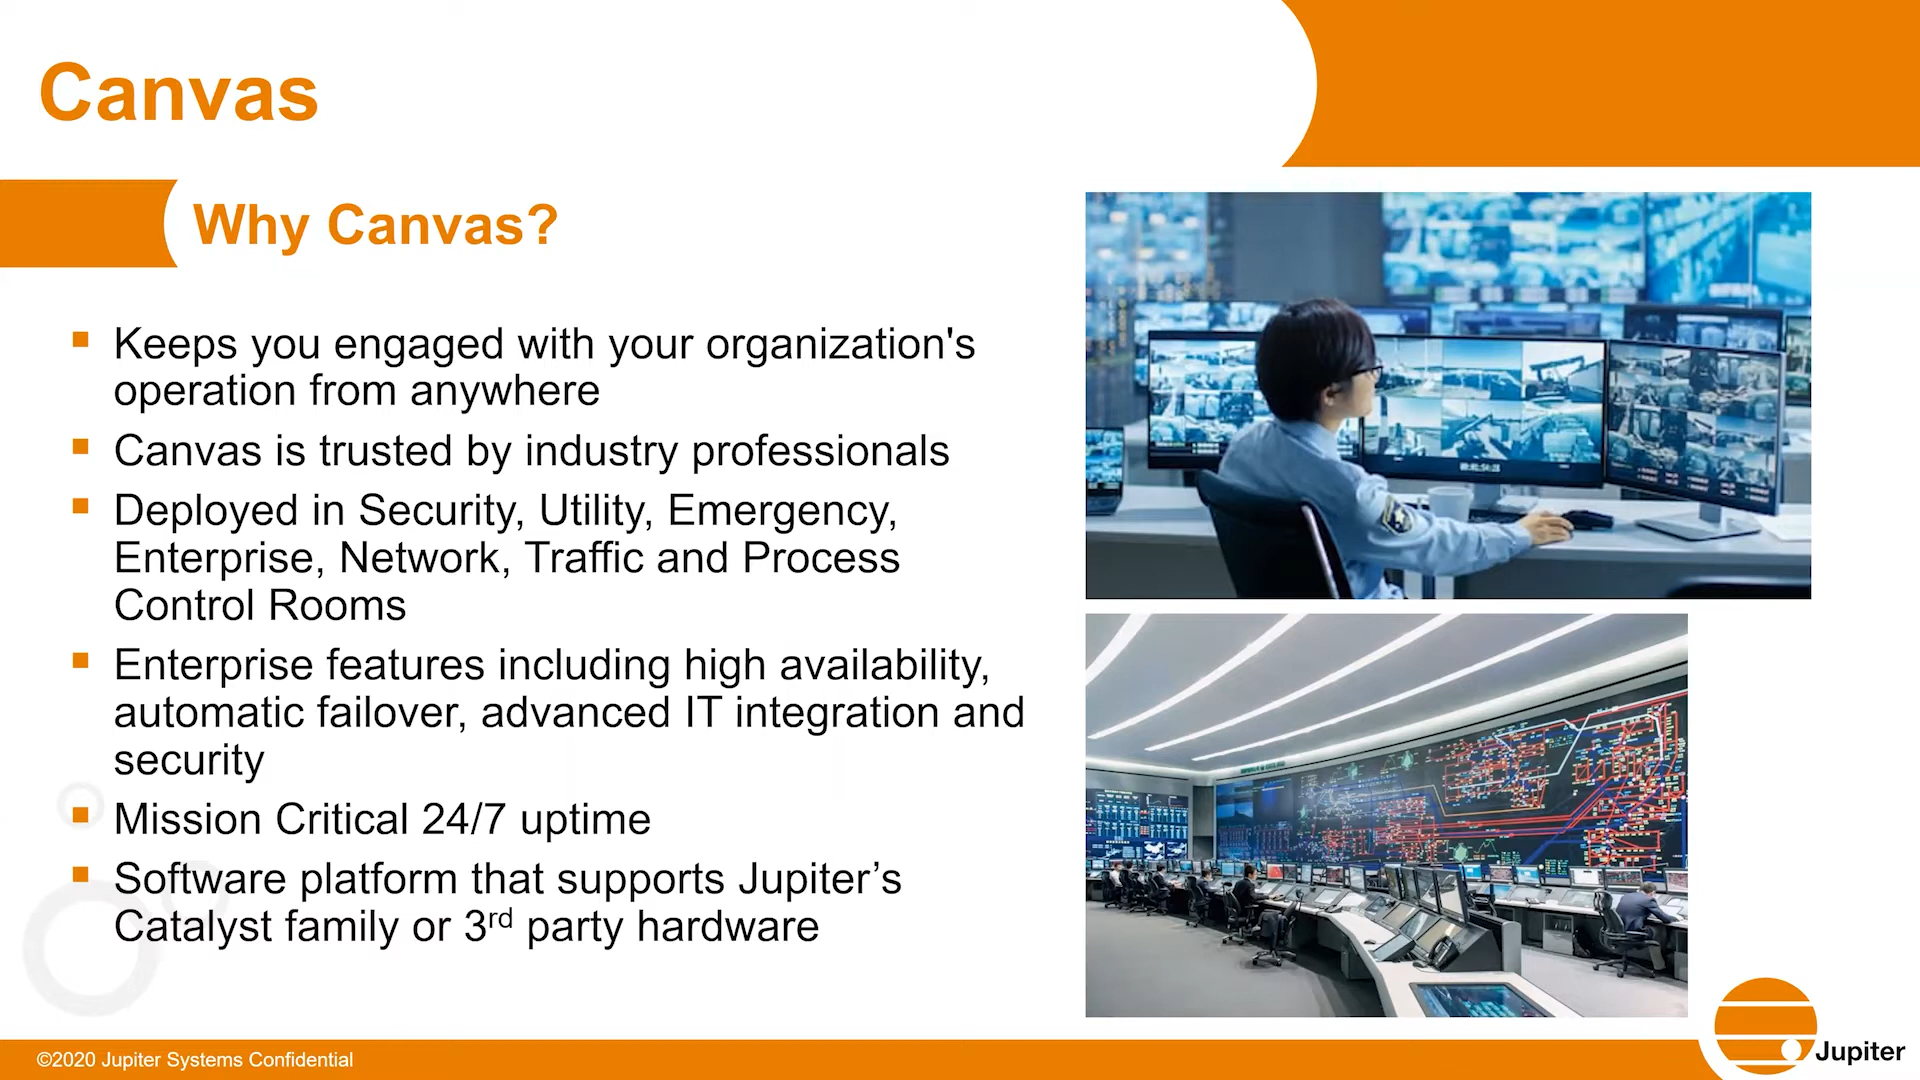 Canvas
Why Canvas?
Keeps you engaged with your organization's
operation from anywhere
Canvas is trusted by industry professionals
Deployed in Security, Utility, Emergency,
Enterprise, Network, Traffic and Process
Control Rooms
Enterprise features including high availability,
automatic failover, advanced IT integration and
security
Mission Critical 24/7 uptime
Software platform that supports Jupiter’s
Catalyst family or 3rd party hardware
©2020 Jupiter Systems Confidential
Jupiter